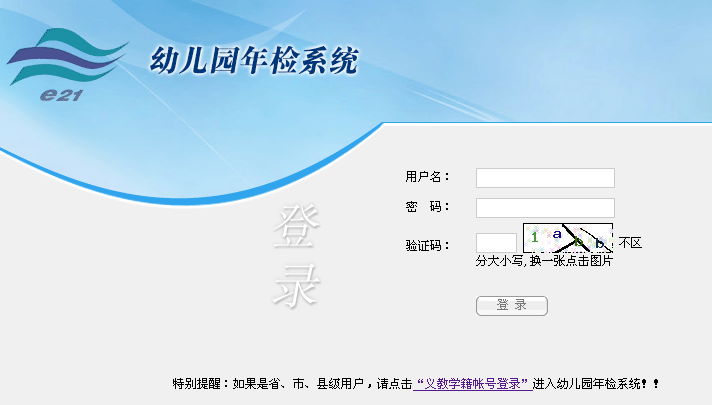 幼儿园年检系统
e21
用户名：
密 码：
验证码： 1 a b b 不区
分大小写,换一张点击图片
登录
登 录
特别提醒：如果是省、市、县级用户，请点击“义教学籍帐号登录”进入幼儿园年检系统！！